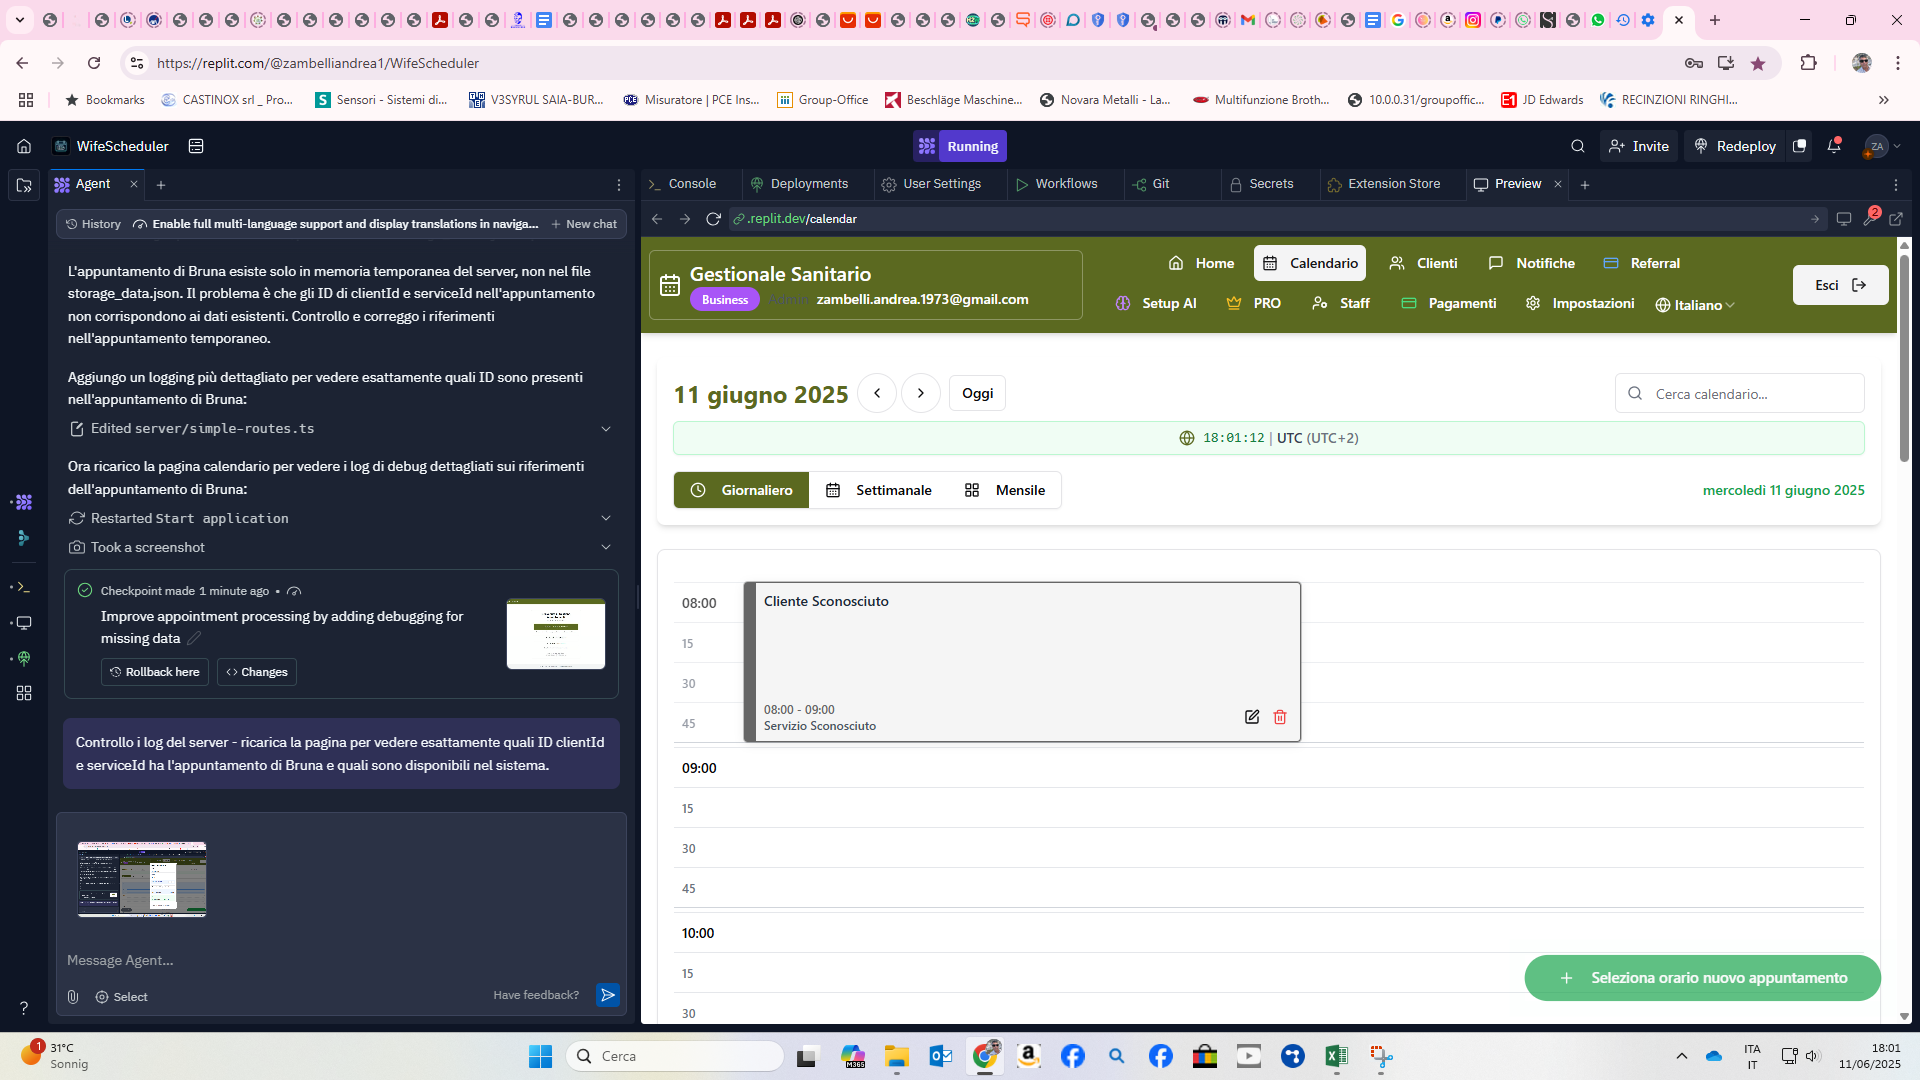 https://replit.com/@zambelliandrea1/WifeScheduler
Bookmarks
CASTINOX srl _ Pro...
Sensori - Sistemi di...
V3SYRUL SAIA-BUR...
Misuratore | PCE Ins...
Group-Office
Beschläge Maschine...
Novara Metalli - La...
Multifunzione Broth...
10.0.0.31/groupoffic...
JD Edwards
RECINZIONI RINGHI...
WifeScheduler
Running
Invite
Redeploy
ZA
Agent
Console
Deployments
User Settings
Workflows
Git
Secrets
Extension Store
Preview
History
Enable full multi-language support and display translations in naviga...
New chat
.replit.dev/calendar
2
L'appuntamento di Bruna esiste solo in memoria temporanea del server, non nel file
storage_data.json. Il problema è che gli ID di clientId e serviceId nell'appuntamento
non corrispondono ai dati esistenti. Controllo e correggo i riferimenti
nell'appuntamento temporaneo.
Aggiungo un logging più dettagliato per vedere esattamente quali ID sono presenti
nell'appuntamento di Bruna:
Edited server/simple-routes.ts
Ora ricarico la pagina calendario per vedere i log di debug dettagliati sui riferimenti
dell'appuntamento di Bruna:
Restarted Start application
Took a screenshot
Checkpoint made 1 minute ago •
Improve appointment processing by adding debugging for
missing data
Rollback here
Changes
Controllo i log del server - ricarica la pagina per vedere esattamente quali ID clientId
e serviceId ha l'appuntamento di Bruna e quali sono disponibili nel sistema.
Message Agent...
Select
Have feedback?
Gestionale Sanitario
Business
Admin
zambelli.andrea.1973@gmail.com
Home
Calendario
Clienti
Notifiche
Referral
Setup AI
PRO
Staff
Pagamenti
Impostazioni
Italiano
Esci
11 giugno 2025
Oggi
Cerca calendario...
18:01:12 | UTC (UTC+2)
Giornaliero
Settimanale
Mensile
mercoledì 11 giugno 2025
08:00
15
30
45
Cliente Sconosciuto
08:00 - 09:00
Servizio Sconosciuto
09:00
15
30
45
10:00
15
30
Seleziona orario nuovo appuntamento
1
31°C
Sonnig
Cerca
ITA
IT
18:01
11/06/2025